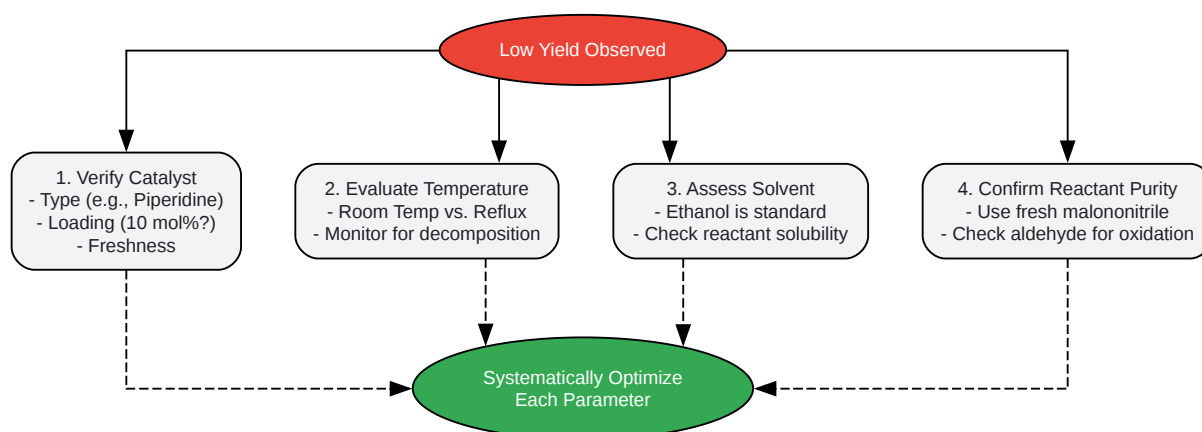 Low Yield Observed
1. Verify Catalyst
- Type (e.g., Piperidine)
- Loading (10 mol%?)
- Freshness
2. Evaluate Temperature
- Room Temp vs. Reflux
- Monitor for decomposition
3. Assess Solvent
- Ethanol is standard
- Check reactant solubility
4. Confirm Reactant Purity
- Use fresh malononitrile
- Check aldehyde for oxidation
Systematically Optimize
Each Parameter